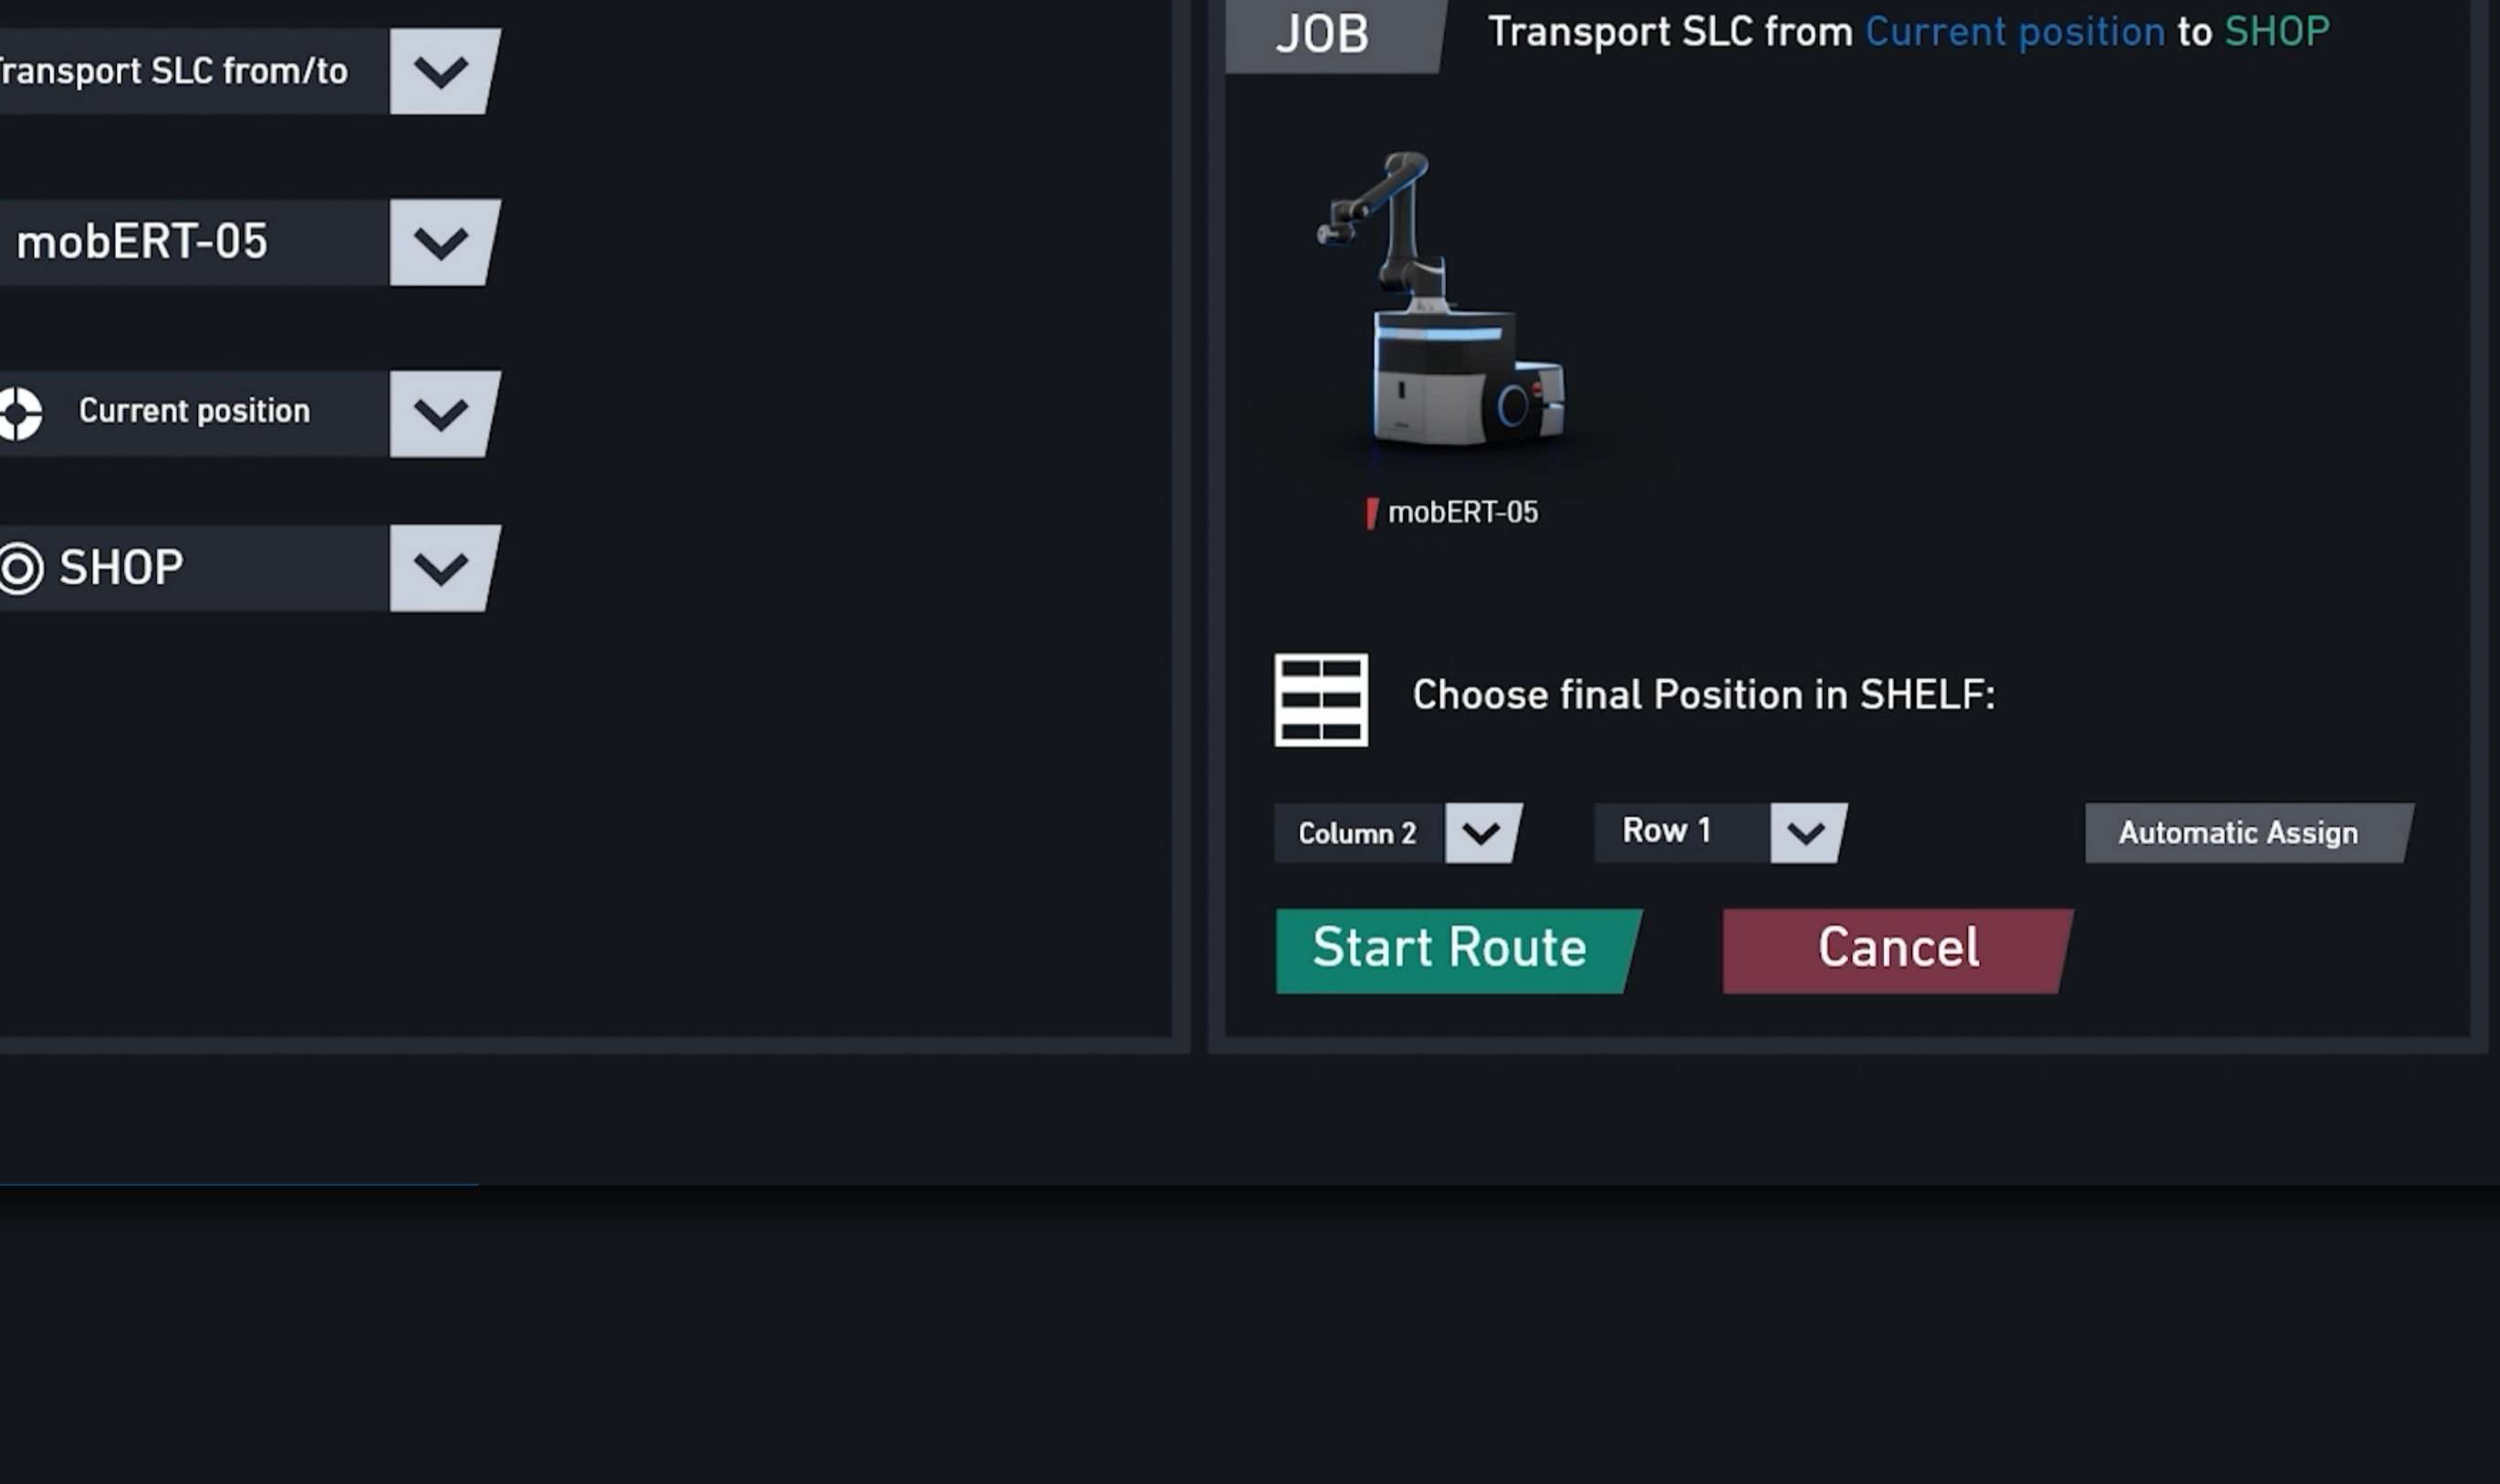 Transport SLC from/to
mobERT-05
Current position
SHOP
JOB
Transport SLC from Current position to SHOP
mobERT-05
Choose final Position in SHELF:
Column 2
Row 1
Automatic Assign
Start Route
Cancel